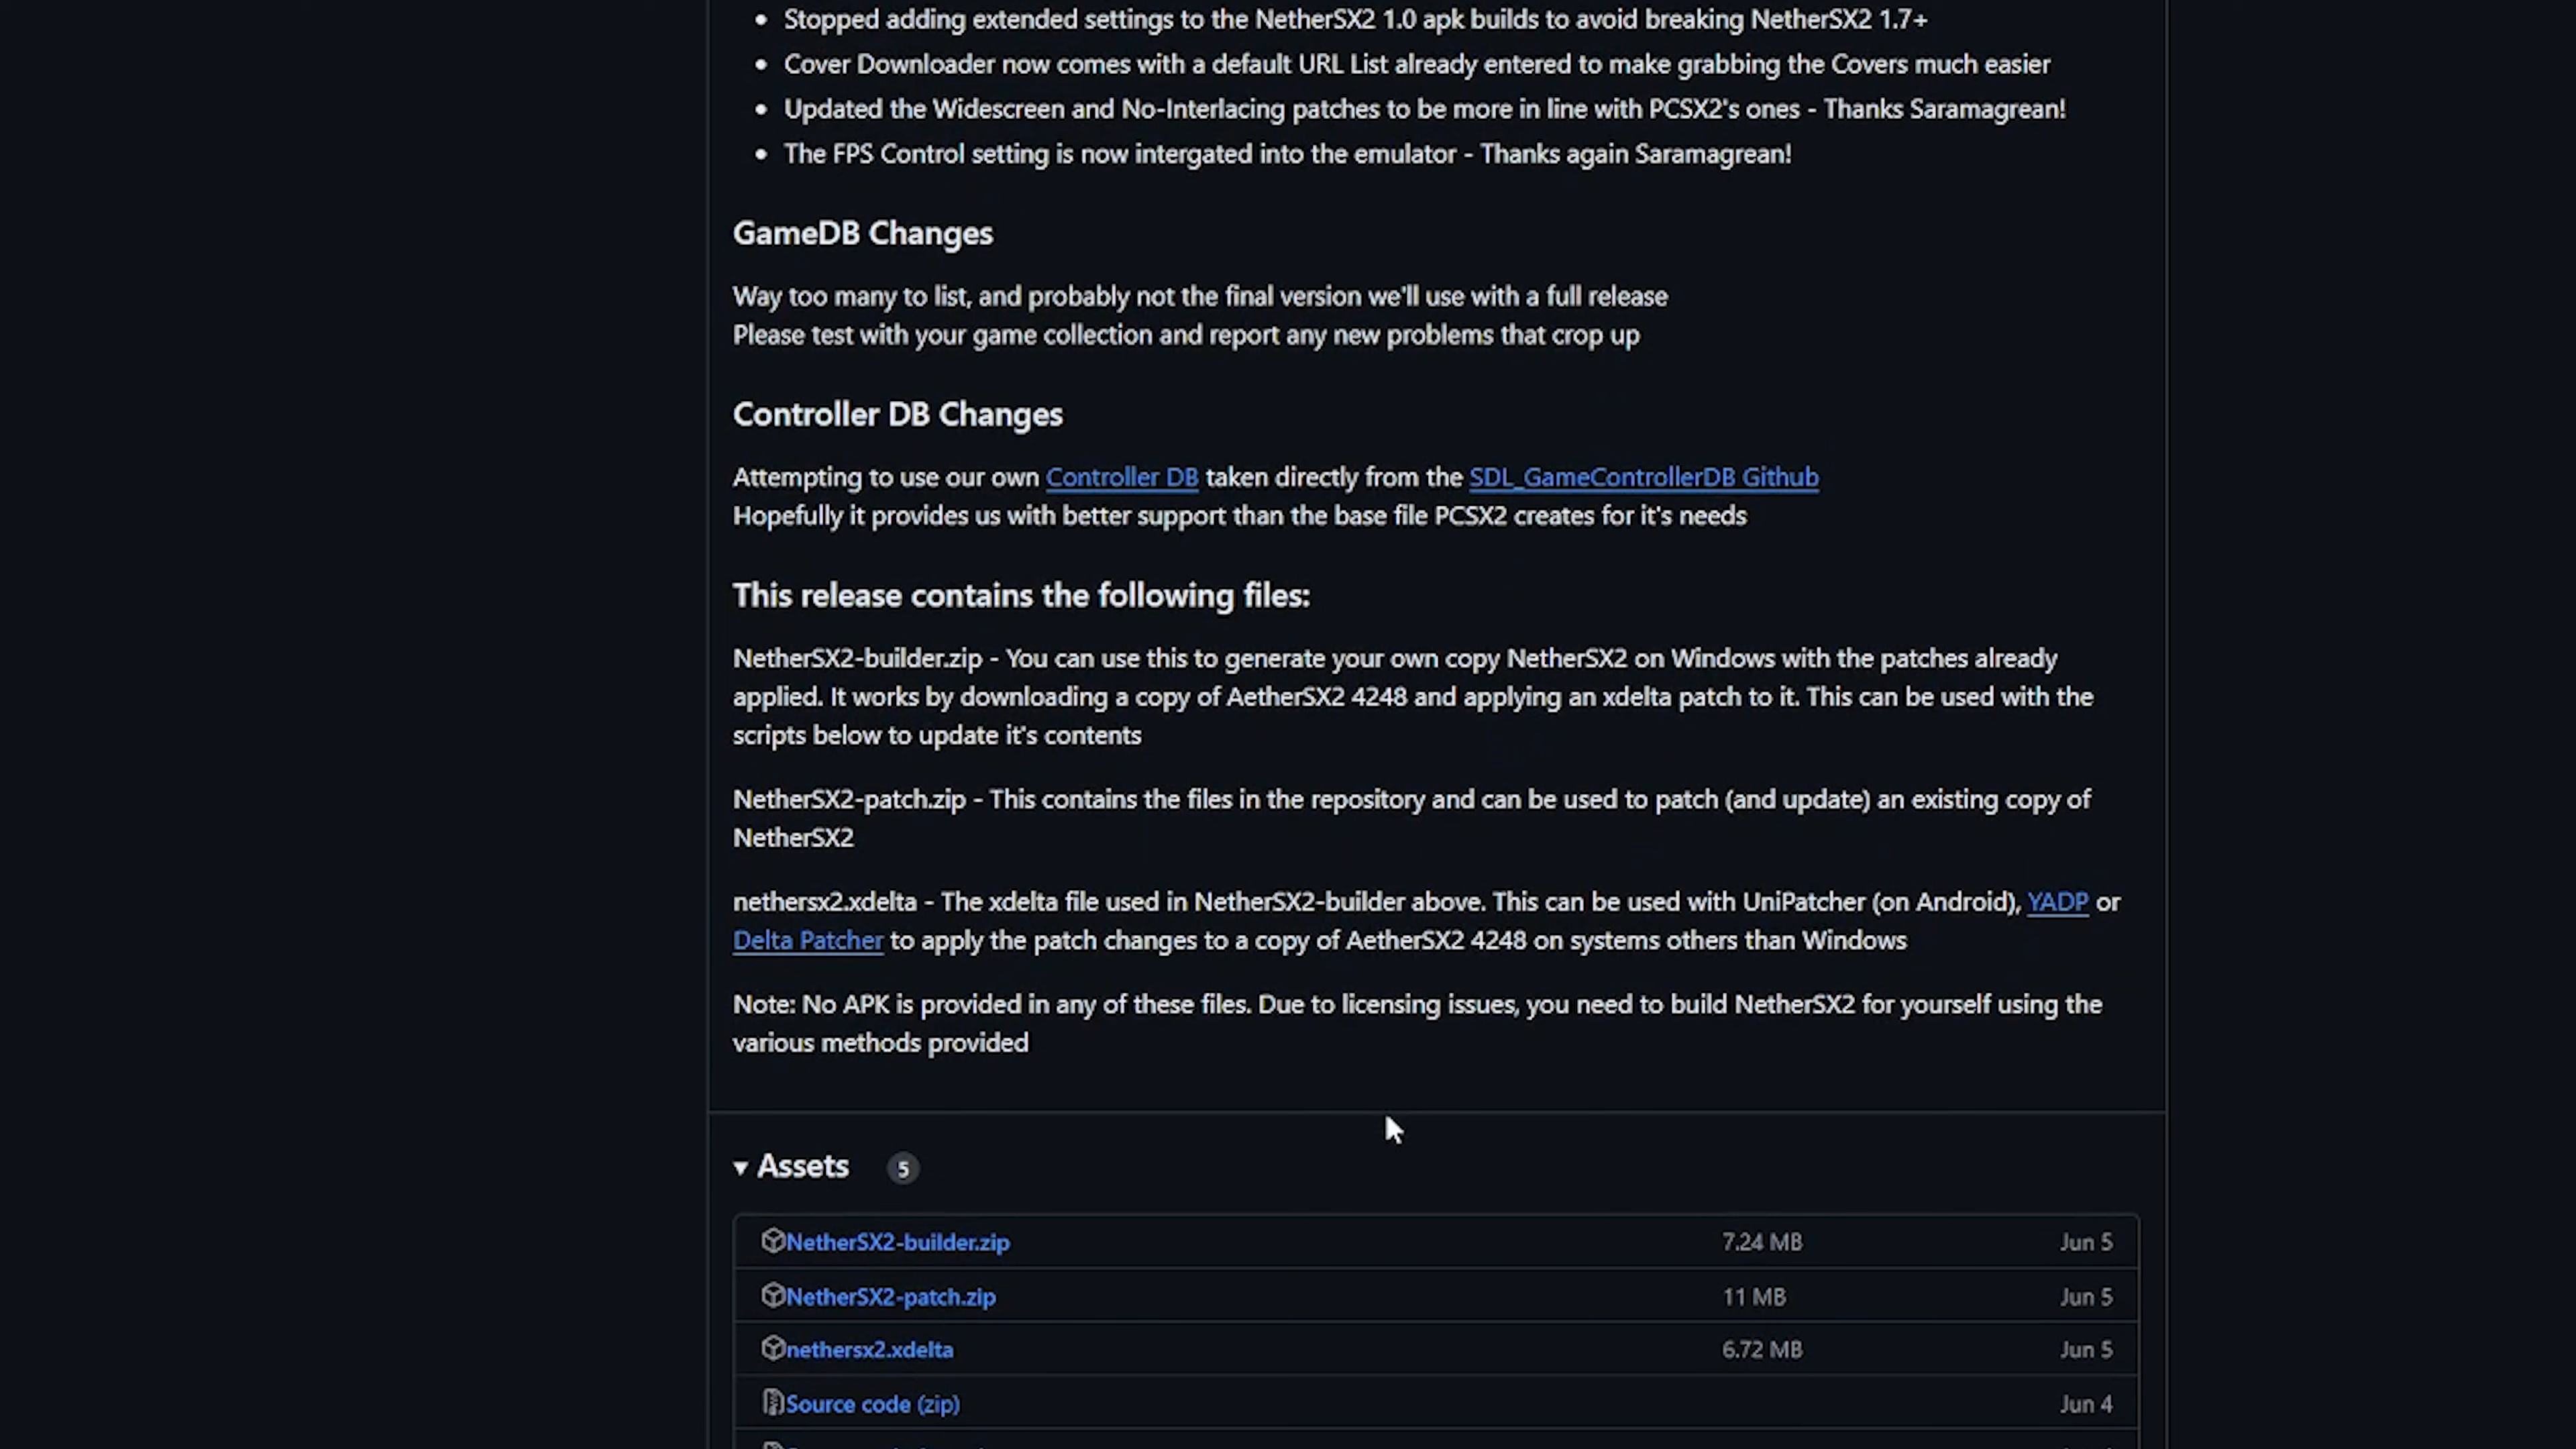 Stopped adding extended settings to the NetherSX2 1.0 apk builds to avoid breaking NetherSX2 1.7+
Cover Downloader now comes with a default URL List already entered to make grabbing the Covers much easier
Updated the Widescreen and No-Interlacing patches to be more in line with PCSX2's ones - Thanks Saramagrean!
The FPS Control setting is now intergated into the emulator - Thanks again Saramagrean!
GameDB Changes
Way too many to list, and probably not the final version we'll use with a full release
Please test with your game collection and report any new problems that crop up
Controller DB Changes
Attempting to use our own Controller DB taken directly from the SDL_GameControllerDB Github
Hopefully it provides us with better support than the base file PCSX2 creates for it's needs
This release contains the following files:
NetherSX2-builder.zip - You can use this to generate your own copy NetherSX2 on Windows with the patches already
applied. It works by downloading a copy of AetherSX2 4248 and applying an xdelta patch to it. This can be used with the
scripts below to update it's contents
NetherSX2-patch.zip - This contains the files in the repository and can be used to patch (and update) an existing copy of
NetherSX2
nethersx2.xdelta - The xdelta file used in NetherSX2-builder above. This can be used with UniPatcher (on Android), YADP or
Delta Patcher to apply the patch changes to a copy of AetherSX2 4248 on systems others than Windows
Note: No APK is provided in any of these files. Due to licensing issues, you need to build NetherSX2 for yourself using the
various methods provided
Assets 5
NetherSX2-builder.zip 7.24 MB Jun 5
NetherSX2-patch.zip 11 MB Jun 5
nethersx2.xdelta 6.72 MB Jun 5
Source code (zip) Jun 4